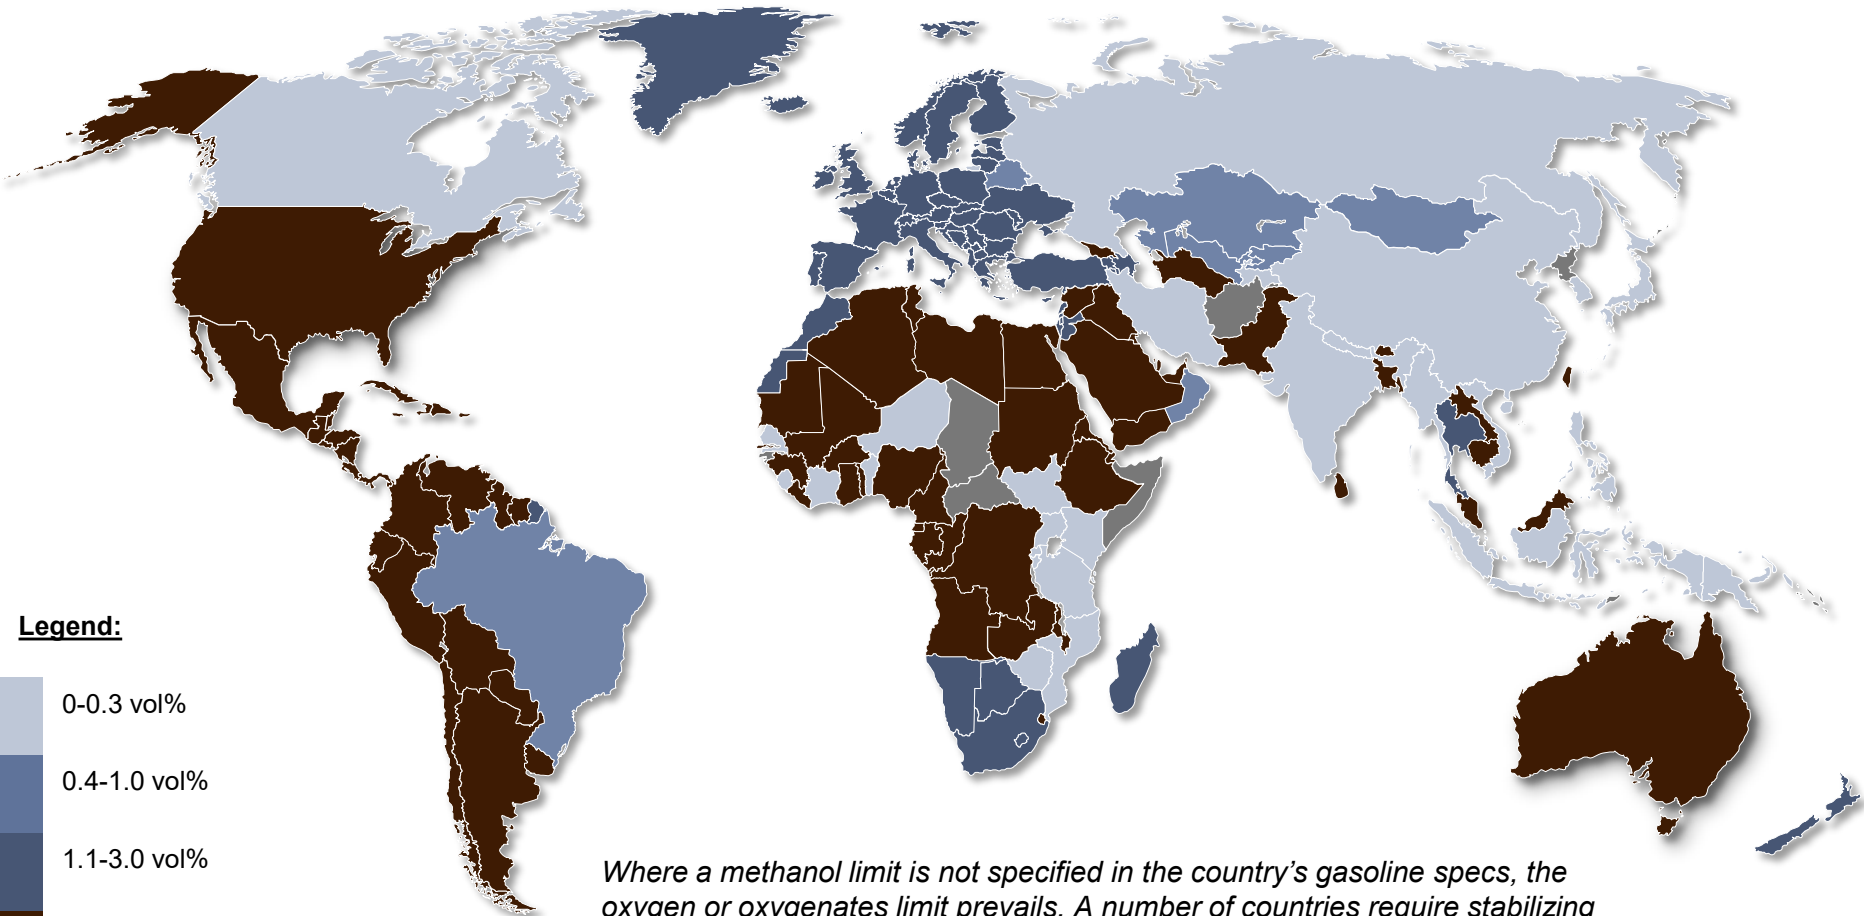 Legend:
0-0.3 vol%
0.4-1.0 vol%
1.1-3.0 vol%
Where a methanol limit is not specified in the country’s gasoline specs, the
oxygen or oxygenates limit prevails. A number of countries require stabilizing